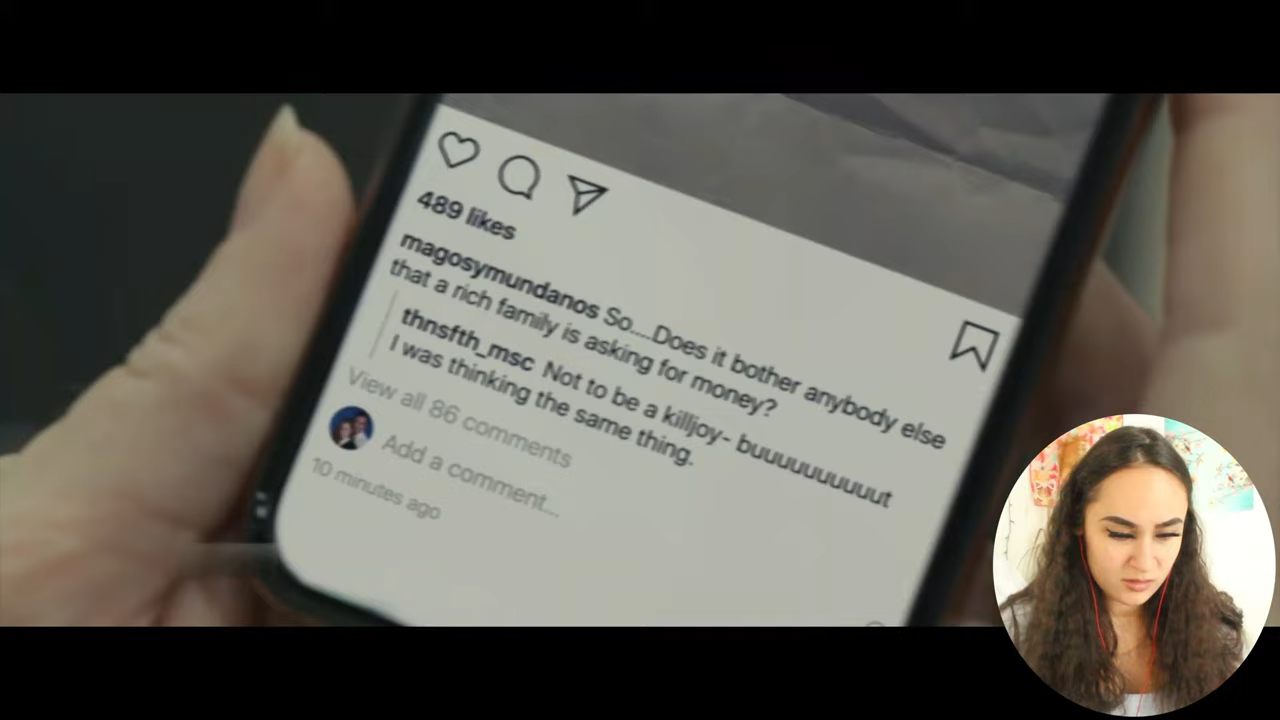 489 likes
magosymundanos So....Does it bother anybody else
that a rich family is asking for money?
thnsfth_msc Not to be a killjoy- buuuuuuuuuut
I was thinking the same thing.
View all 86 comments
Add a comment...
10 minutes ago